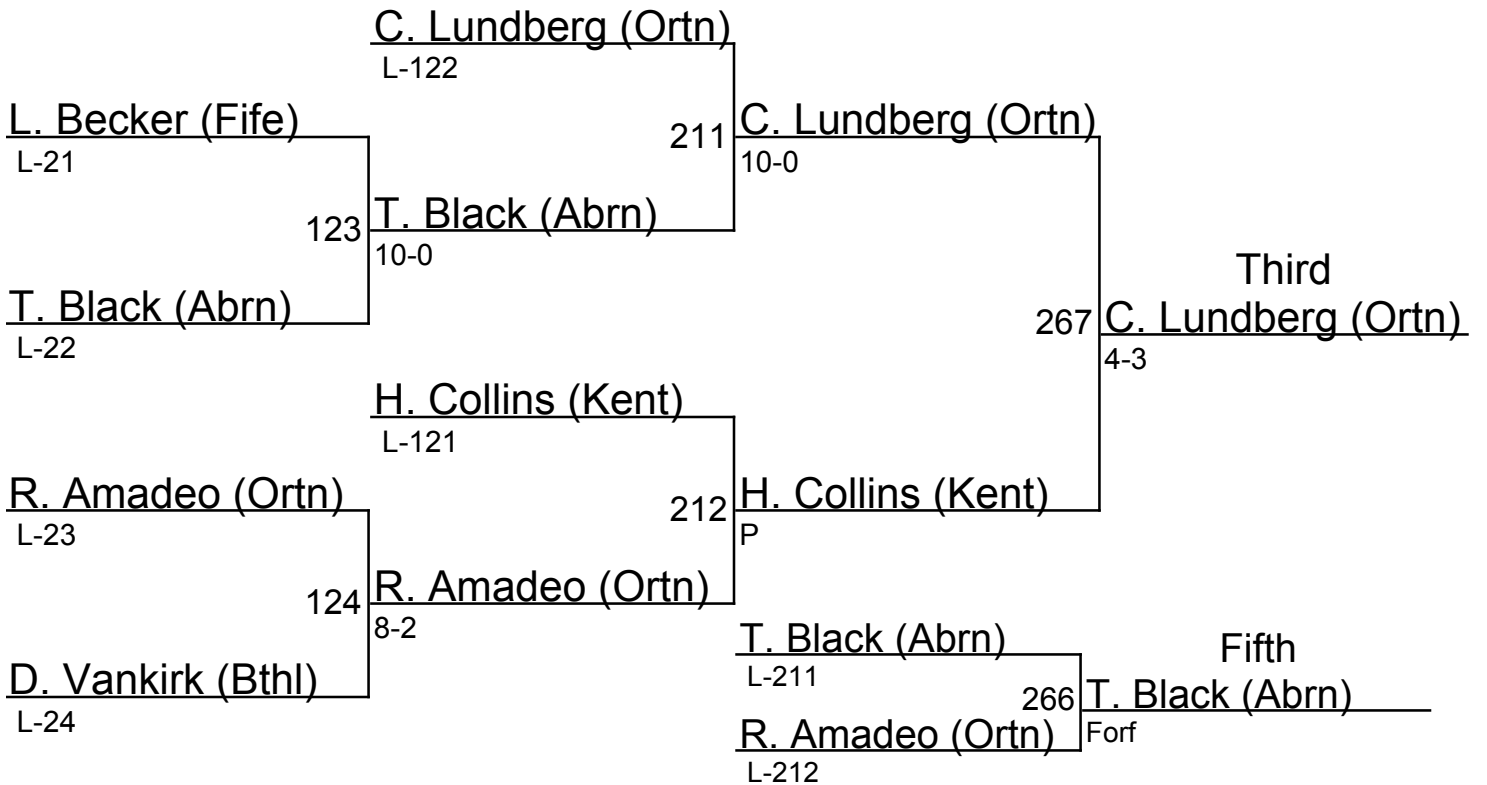 C. Lundberg (Ortn)
L-122
L. Becker (Fife)
L-21
211 C. Lundberg (Ortn)
10-0
123 T. Black (Abrn)
10-0
T. Black (Abrn)
L-22
Third
267 C. Lundberg (Ortn)
4-3
H. Collins (Kent)
L-121
R. Amadeo (Ortn)
L-23
212 H. Collins (Kent)
P
124 R. Amadeo (Ortn)
8-2
D. Vankirk (Bthl)
L-24
T. Black (Abrn)
L-211
Fifth
266 T. Black (Abrn)
Forf
R. Amadeo (Ortn)
L-212